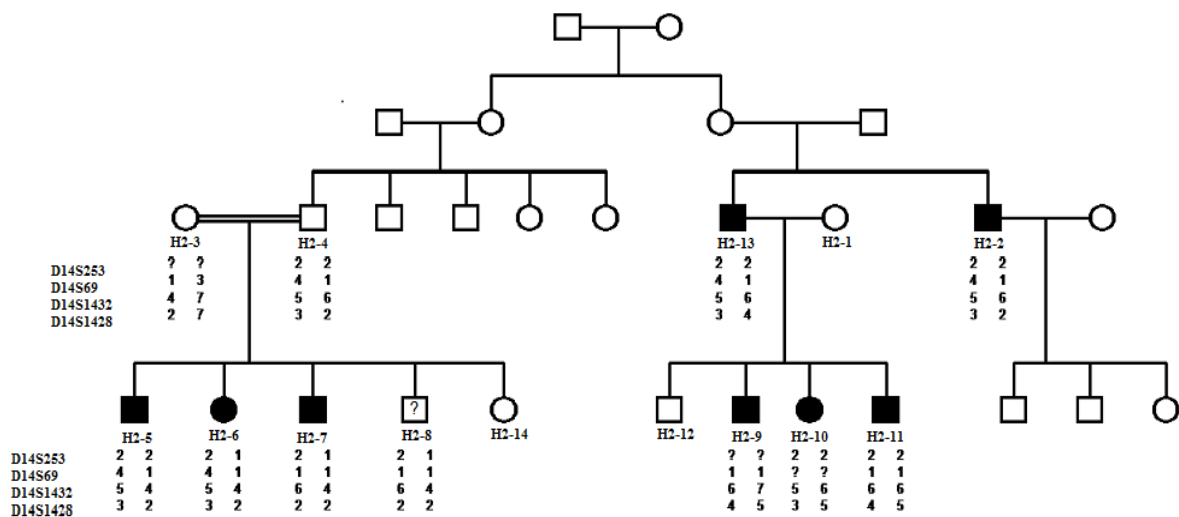 H2-3 H2-4 H2-13 H2-1 H2-2
D14S253 ? ? 2 2 2 2 2 2
D14S69 1 3 4 1 4 1 4 1
D14S1432 4 7 5 6 5 6 5 6
D14S1428 2 7 3 2 3 4 3 2
?
H2-5 H2-6 H2-7 H2-8 H2-14 H2-12 H2-9 H2-10 H2-11
D14S253 2 2 2 1 2 1 2 1 ? ? 2 2 2 2
D14S69 4 1 4 1 1 1 1 1 1 1 ? ? 1 1
D14S1432 5 4 5 4 6 4 6 4 6 7 5 6 6 6
D14S1428 3 2 3 2 2 2 2 2 4 5 3 5 4 5